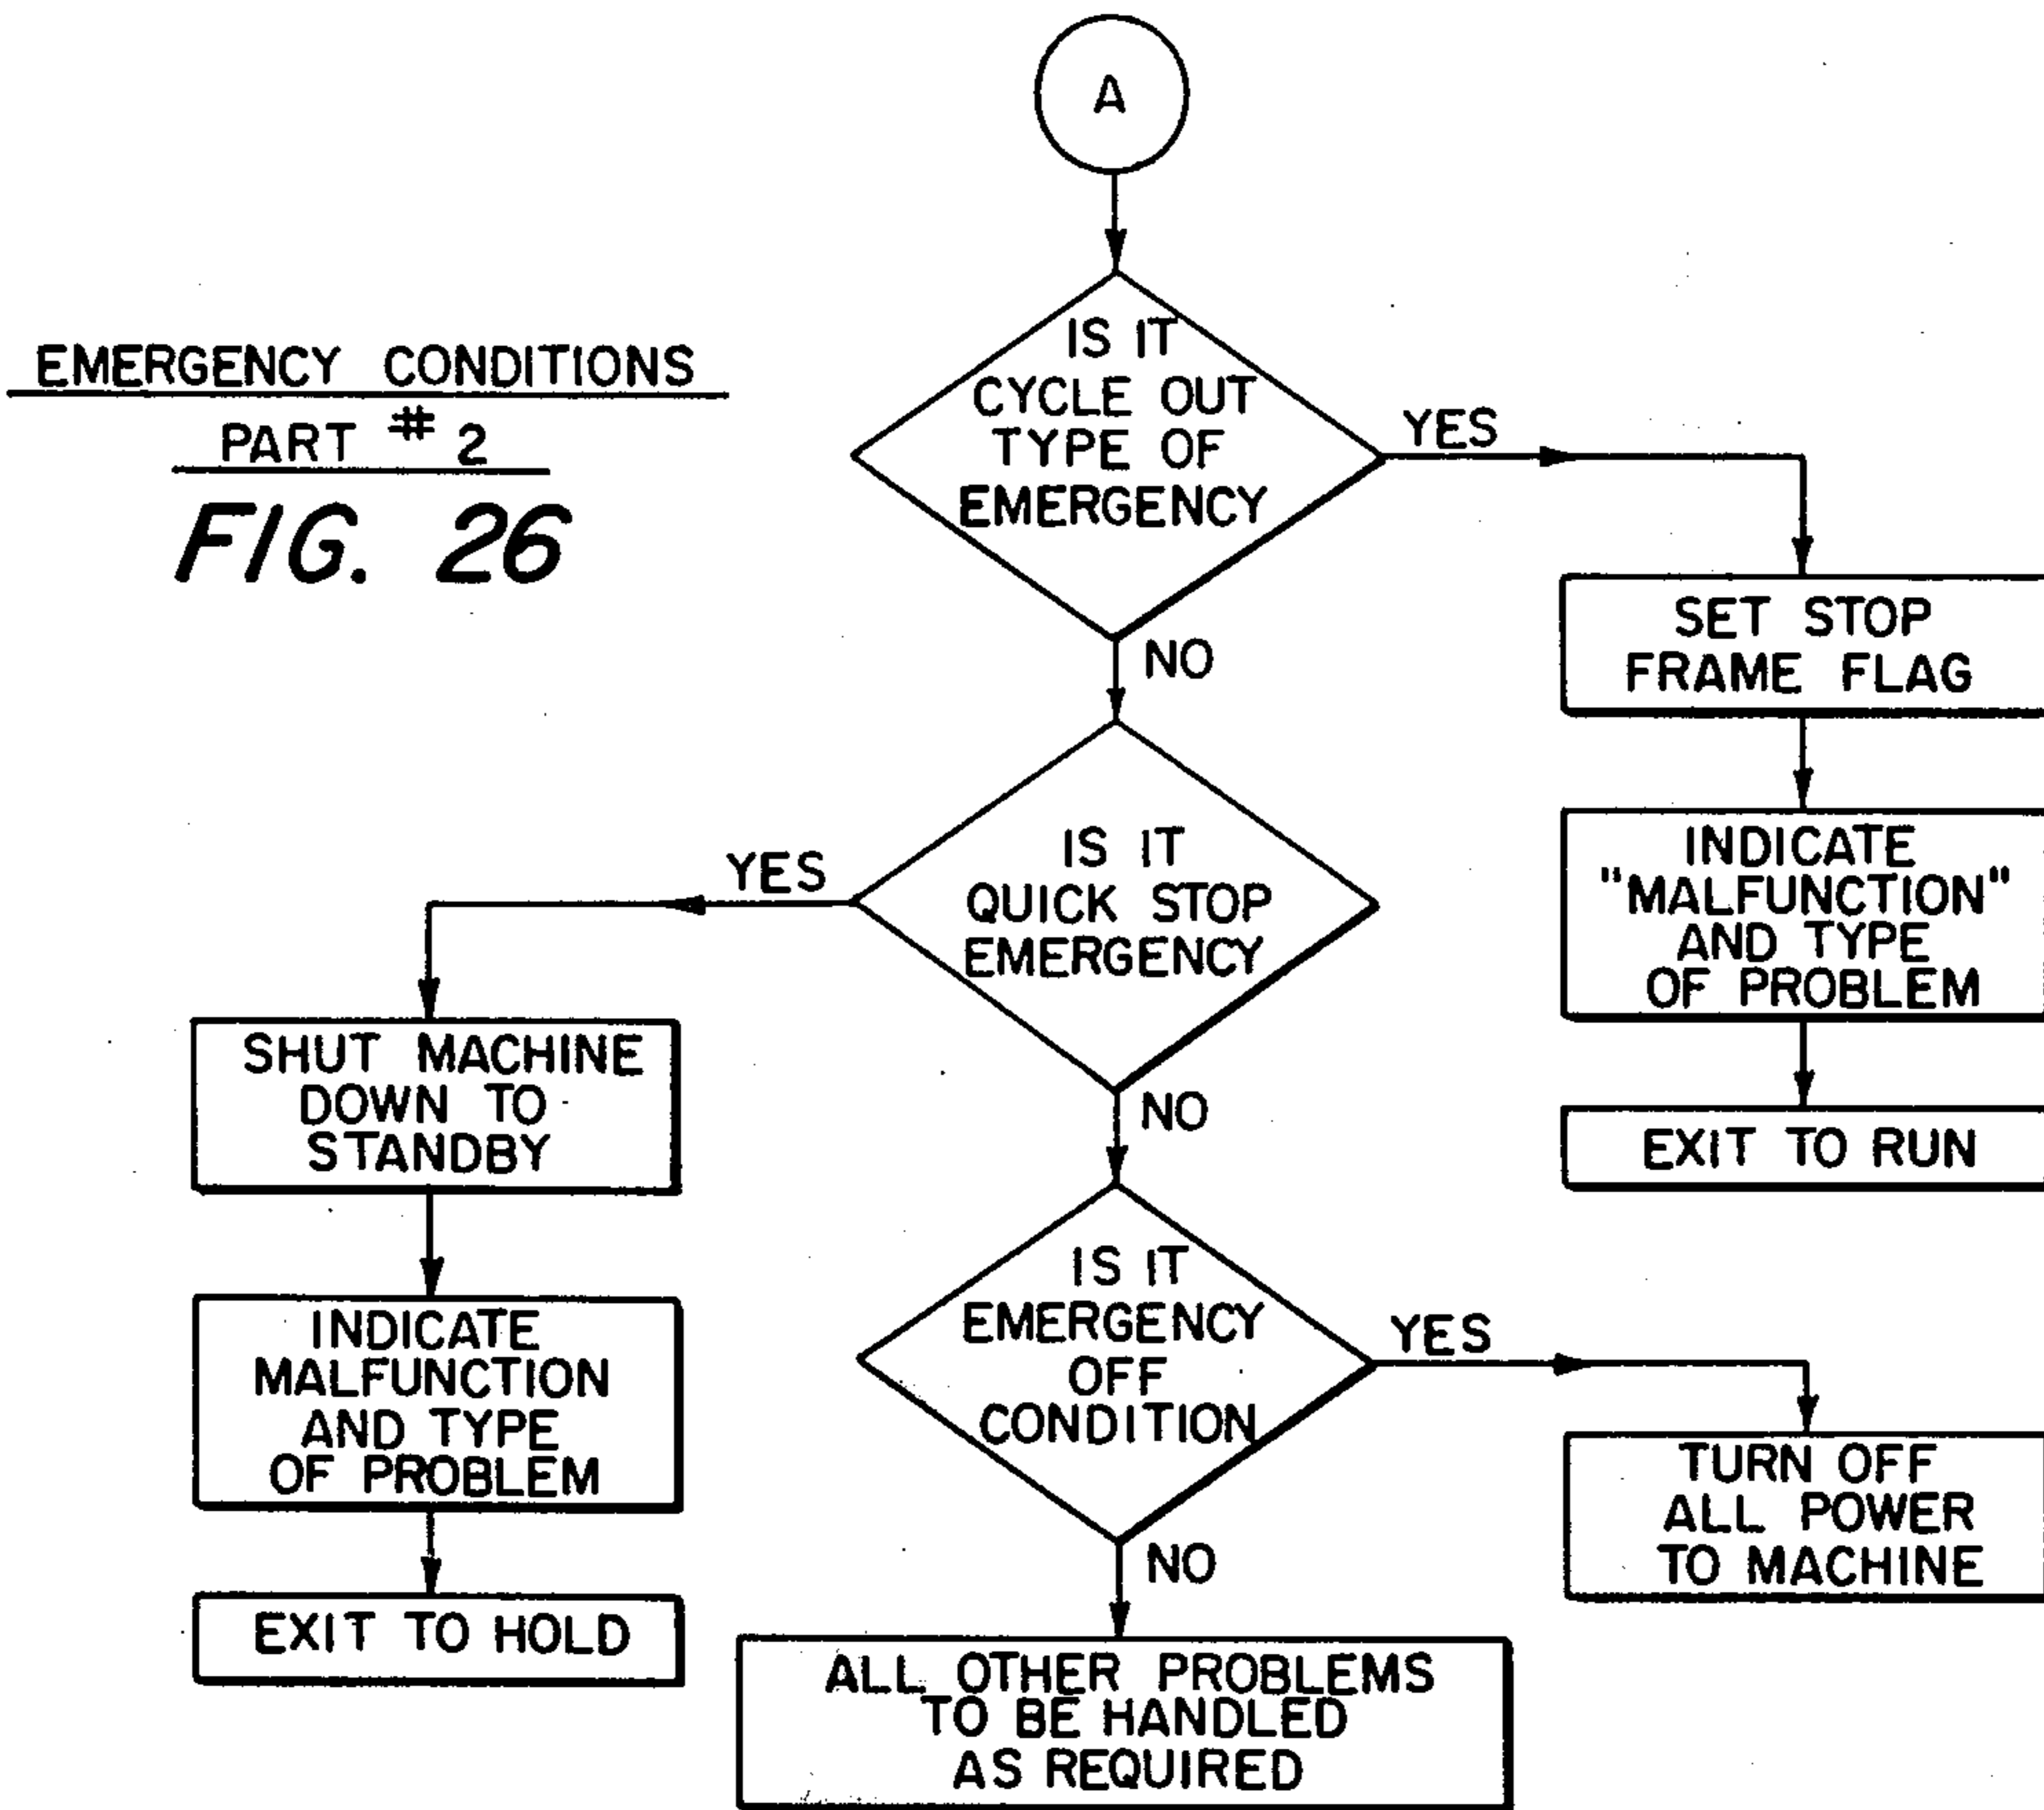 A
EMERGENCY CONDITIONS
PART # 2
FIG. 26
IS IT
CYCLE OUT
TYPE OF
EMERGENCY
YES
NO
SET STOP
FRAME FLAG
INDICATE
"MALFUNCTION"
AND TYPE
OF PROBLEM
EXIT TO RUN
IS IT
QUICK STOP
EMERGENCY
YES
NO
SHUT MACHINE
DOWN TO
STANDBY
INDICATE
MALFUNCTION
AND TYPE
OF PROBLEM
EXIT TO HOLD
IS IT
EMERGENCY
OFF
CONDITION
YES
NO
TURN OFF
ALL POWER
TO MACHINE
ALL OTHER PROBLEMS
TO BE HANDLED
AS REQUIRED